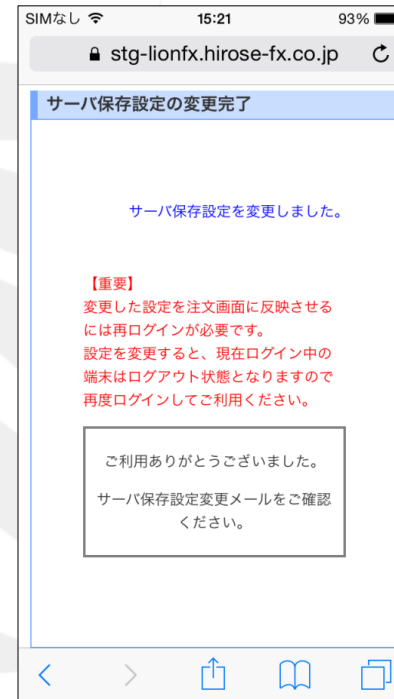 SIMなし 15:21 93%
stg-lionfx.hirose-fx.co.jp
サーバ保存設定の変更完了
サーバ保存設定を変更しました。
【重要】
変更した設定を注文画面に反映させる
には再ログインが必要です。
設定を変更すると、現在ログイン中の
端末はログアウト状態となりますので
再度ログインしてご利用ください。
ご利用ありがとうございました。
サーバ保存設定変更メールをご確認
ください。